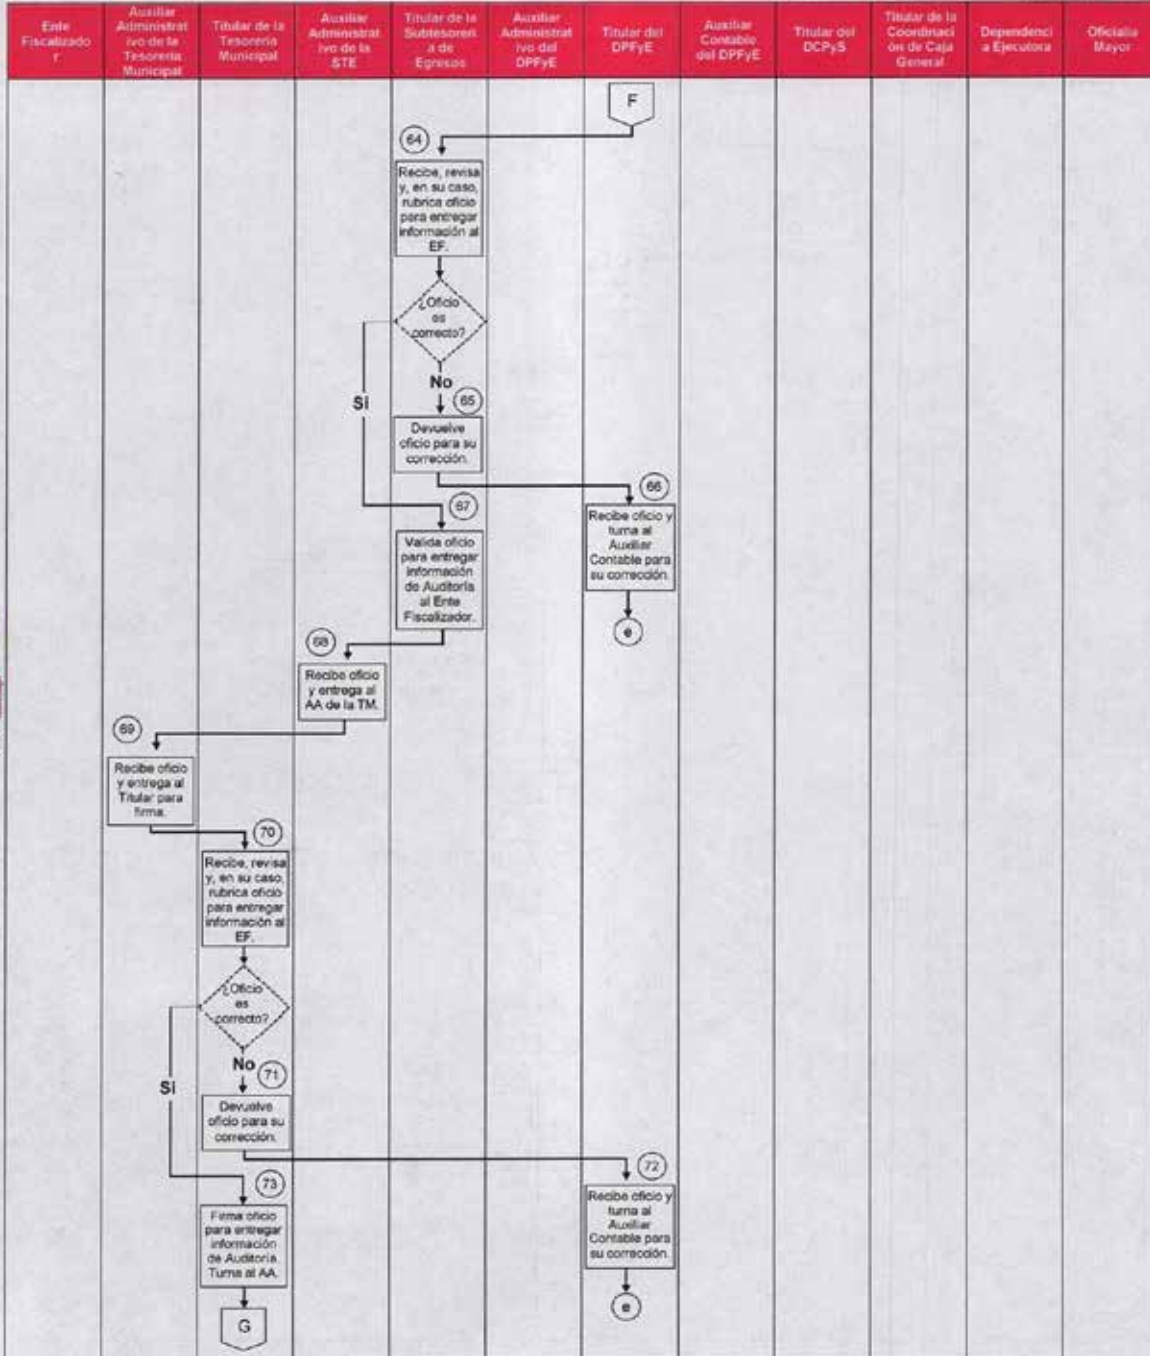 Ente
Fiscalizado
r
Auxiliar
Administrat
ivo de la
Tesorería
Municipal
Titular de la
Tesorería
Municipal
Auxiliar
Administrat
ivo de la
STE
Titular de la
Subtesorerí
a de
Egresos
Auxiliar
Administrat
ivo del
DPFyE
Titular del
DPFyE
Auxiliar
Contable
del DPFyE
Titular del
DCPyS
Titular de la
Coordinaci
ón de Caja
General
Dependenci
a Ejecutora
Oficialía
Mayor
F
64
Recibe, revisa
y, en su caso,
rubrica oficio
para entregar
información al
EF.
¿Oficio
es
correcto?
No
Si
65
Devuelve
oficio para su
corrección.
66
Recibe oficio y
turna al
Auxiliar
Contable para
su corrección.
e
67
Valida oficio
para entregar
información
de Auditoría
al Ente
Fiscalizador.
68
Recibe oficio
y entrega al
AA de la TM.
69
Recibe oficio
y entrega al
Titular para
firma.
70
Recibe, revisa
y, en su caso,
rubrica oficio
para entregar
información al
EF.
¿Oficio
es
correcto?
No
Si
71
Devuelve
oficio para su
corrección.
72
Recibe oficio y
turna al
Auxiliar
Contable para
su corrección.
e
73
Firma oficio
para entregar
información
de Auditoría.
Turna al AA.
G